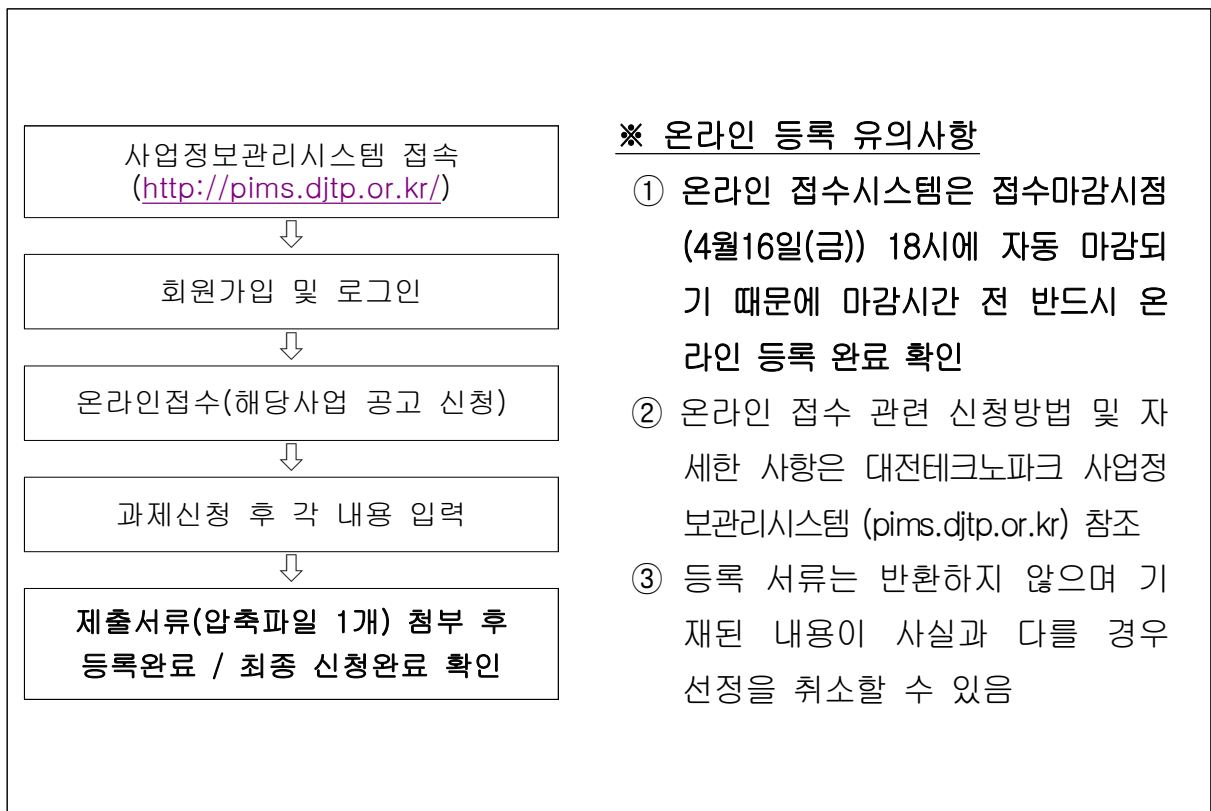 사업정보관리시스템 접속
(http://pims.djtp.or.kr/)
⇩
회원가입 및 로그인
⇩
온라인접수(해당사업 공고 신청)
⇩
과제신청 후 각 내용 입력
⇩
제출서류(압축파일 1개) 첨부 후
등록완료 / 최종 신청완료 확인
※ 온라인 등록 유의사항
① 온라인 접수시스템은 접수마감시점
(4월16일(금)) 18시에 자동 마감되
기 때문에 마감시간 전 반드시 온
라인 등록 완료 확인
② 온라인 접수 관련 신청방법 및 자
세한 사항은 대전테크노파크 사업정
보관리시스템 (pims.djtp.or.kr) 참조
③ 등록 서류는 반환하지 않으며 기
재된 내용이 사실과 다를 경우
선정을 취소할 수 있음